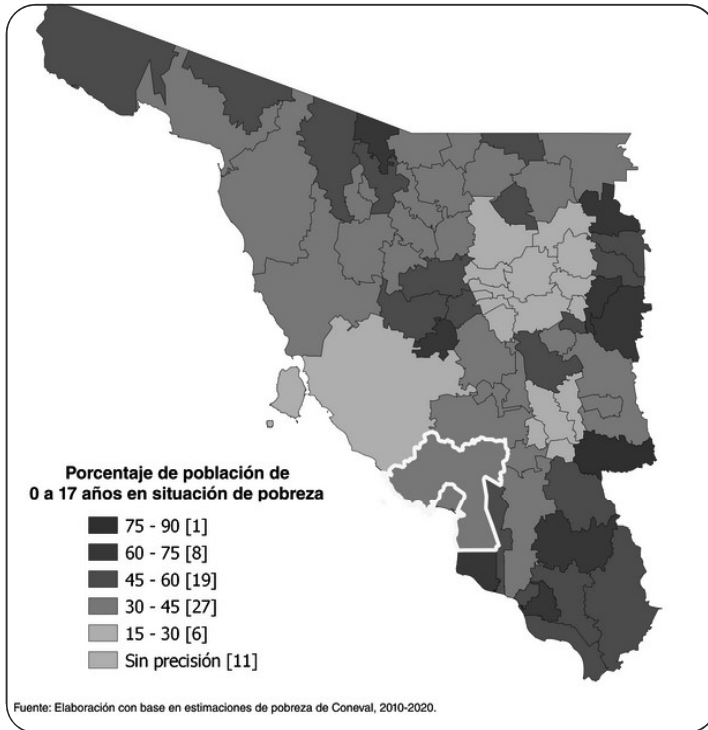 Porcentaje de población de
0 a 17 años en situación de pobreza
75 - 90 [1]
60 - 75 [8]
45 - 60 [19]
30 - 45 [27]
15 - 30 [6]
Sin precisión [11]
Fuente: Elaboración con base en estimaciones de pobreza de Coneval, 2010-2020.